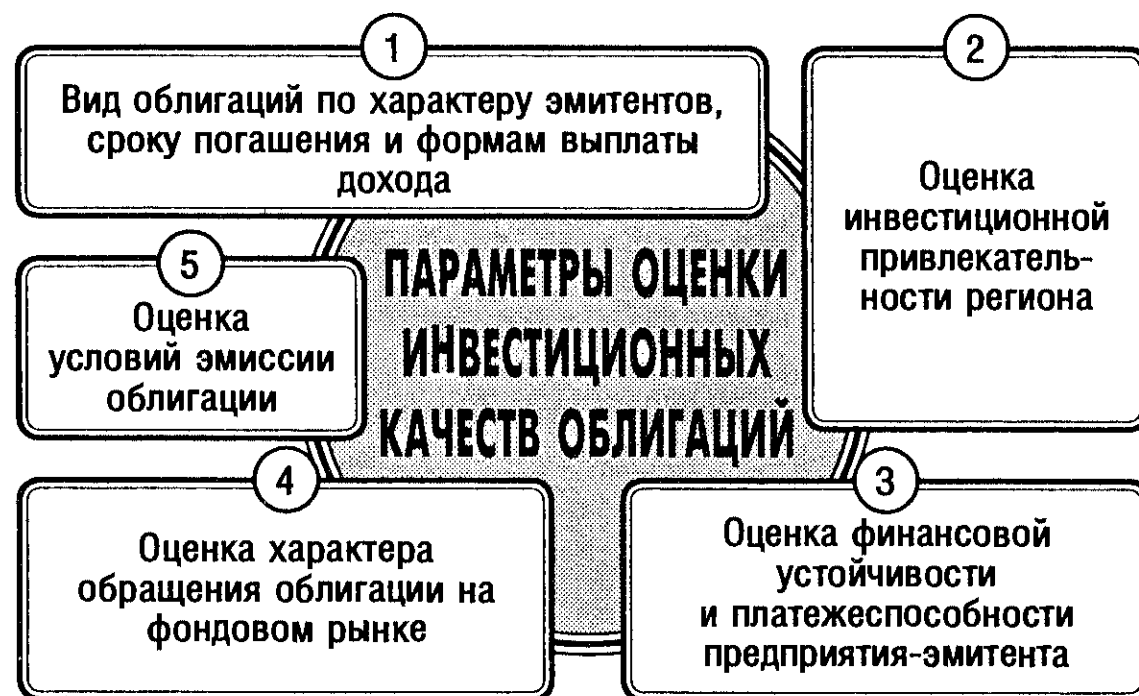 1
Вид облигаций по характеру эмитентов,
сроку погашения и формам выплаты
дохода
2
Оценка
инвестиционной
привлекатель-
ности региона
ПАРАМЕТРЫ ОЦЕНКИ
ИНВЕСТИЦИОННЫХ
КАЧЕСТВ ОБЛИГАЦИЙ
3
Оценка финансовой
устойчивости
и платежеспособности
предприятия-эмитента
4
Оценка характера
обращения облигации на
фондовом рынке
5
Оценка
условий эмиссии
облигации